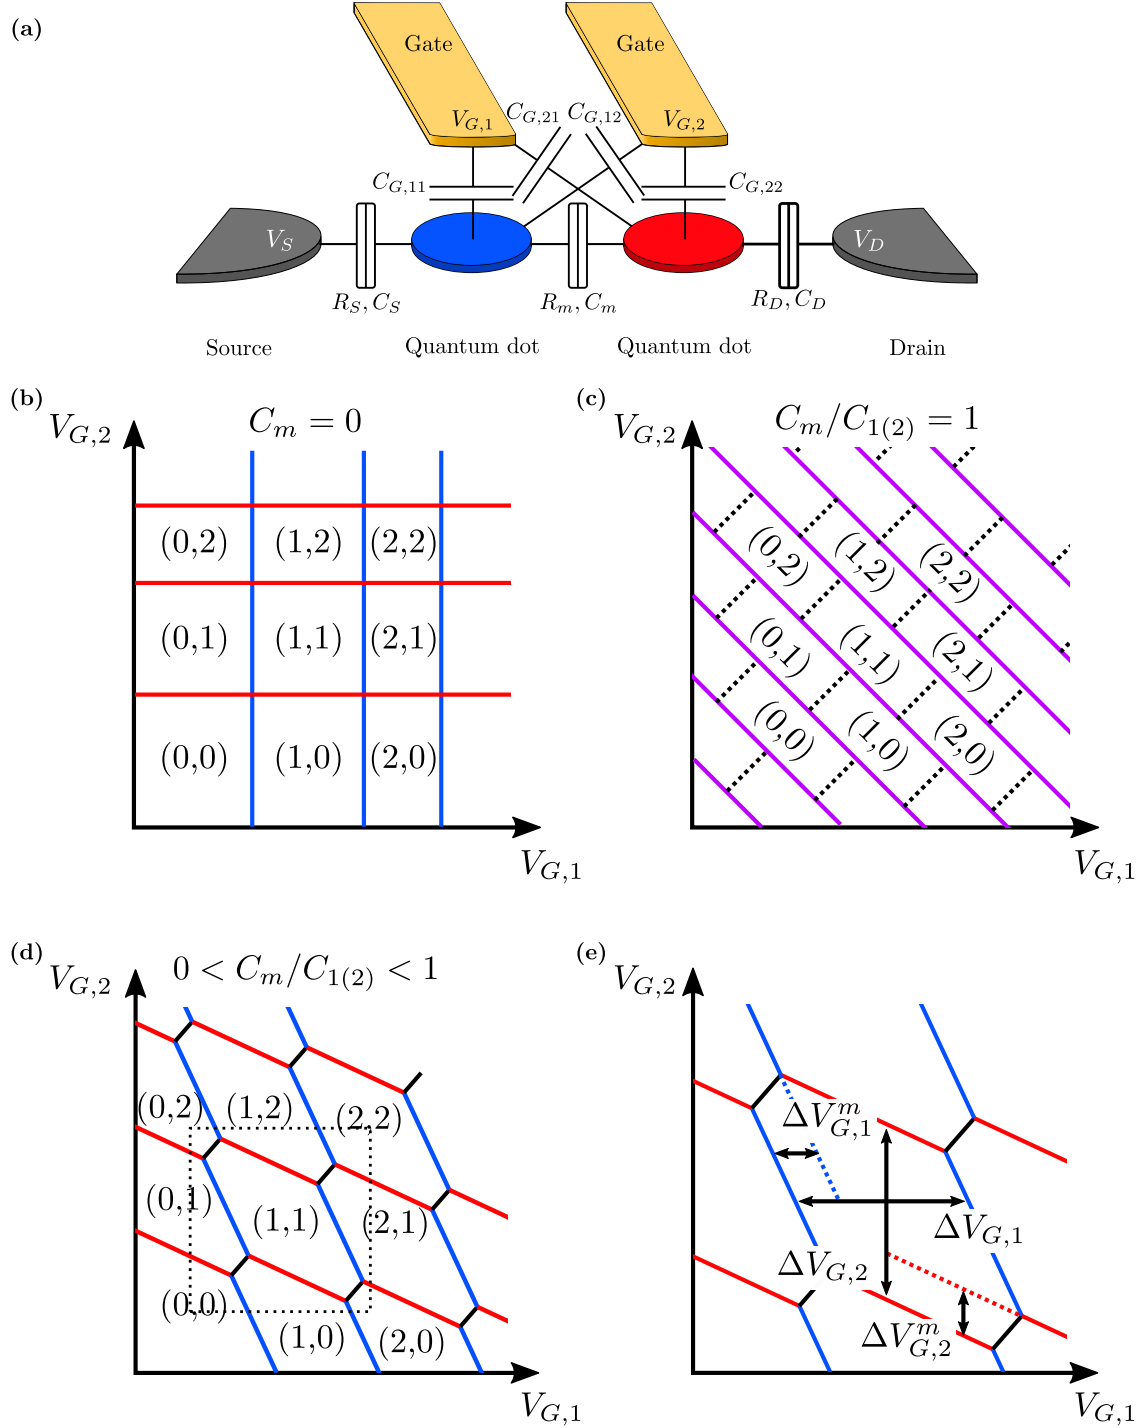 (a)
Gate Gate
V_{G,1} C_{G,21} C_{G,12} V_{G,2}
C_{G,11} C_{G,22}
V_S V_D
R_S, C_S R_m, C_m R_D, C_D
Source Quantum dot Quantum dot Drain
(b)
V_{G,2} C_m = 0
(0,2) (1,2) (2,2)
(0,1) (1,1) (2,1)
(0,0) (1,0) (2,0)
V_{G,1}
(c)
V_{G,2} C_m/C_{1(2)} = 1
(0,2) (1,2) (2,2)
(0,1) (1,1) (2,1)
(0,0) (1,0) (2,0)
V_{G,1}
(d)
V_{G,2} 0 < C_m/C_{1(2)} < 1
(0,2) (1,2) (2,2)
(0,1) (1,1) (2,1)
(0,0) (1,0) (2,0)
V_{G,1}
(e)
V_{G,2}
ΔV^m_{G,1}
ΔV_{G,1}
ΔV_{G,2}
ΔV^m_{G,2}
V_{G,1}